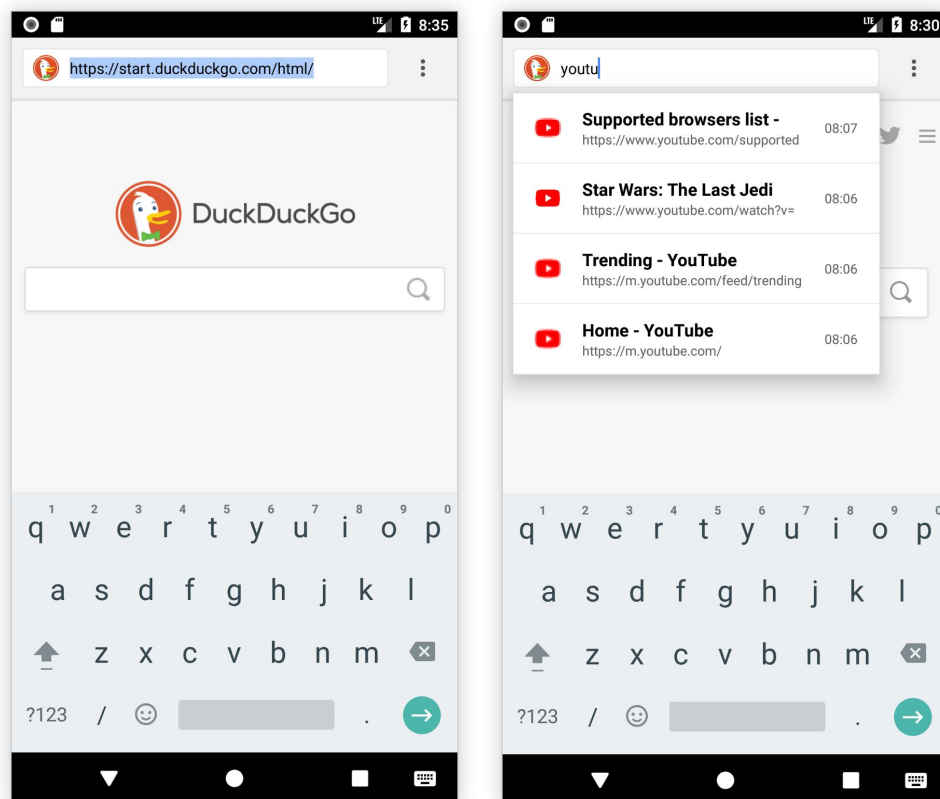 LTE 8:35
https://start.duckduckgo.com/html/
DuckDuckGo
1 2 3 4 5 6 7 8 9 0
q w e r t y u i o p
a s d f g h j k l
z x c v b n m
?123 / .
LTE 8:30
youtu
Supported browsers list -
https://www.youtube.com/supported
08:07
Star Wars: The Last Jedi
https://www.youtube.com/watch?v=
08:06
Trending - YouTube
https://m.youtube.com/feed/trending
08:06
Home - YouTube
https://m.youtube.com/
08:06
1 2 3 4 5 6 7 8 9 0
q w e r t y u i o p
a s d f g h j k l
z x c v b n m
?123 / .